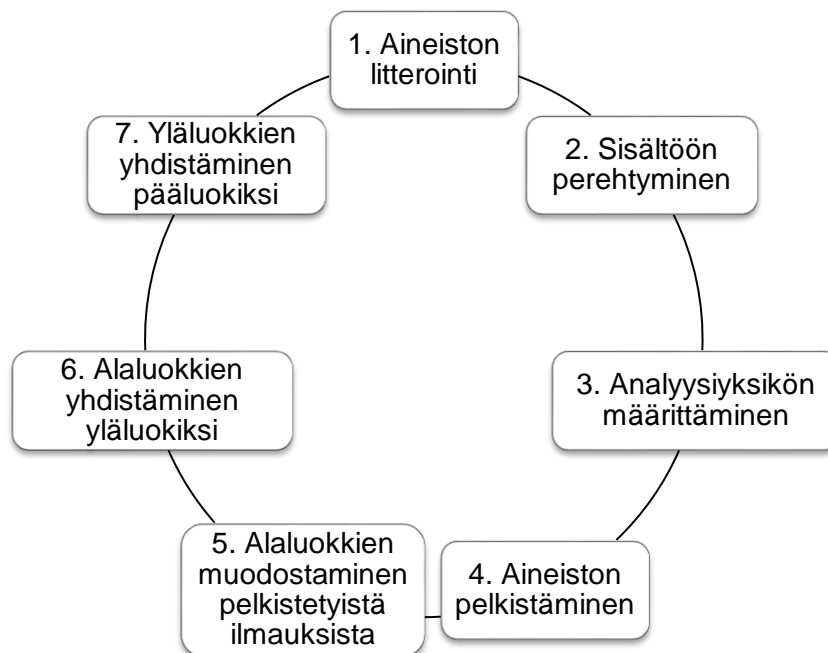 1. Aineiston
litterointi
2. Sisältöön
perehtyminen
3. Analyysiyksikön
määrittäminen
4. Aineiston
pelkistäminen
5. Alaluokkien
muodostaminen
pelkistetyistä
ilmauksista
6. Alaluokkien
yhdistäminen
yläluokiksi
7. Yläluokkien
yhdistäminen
pääluokiksi